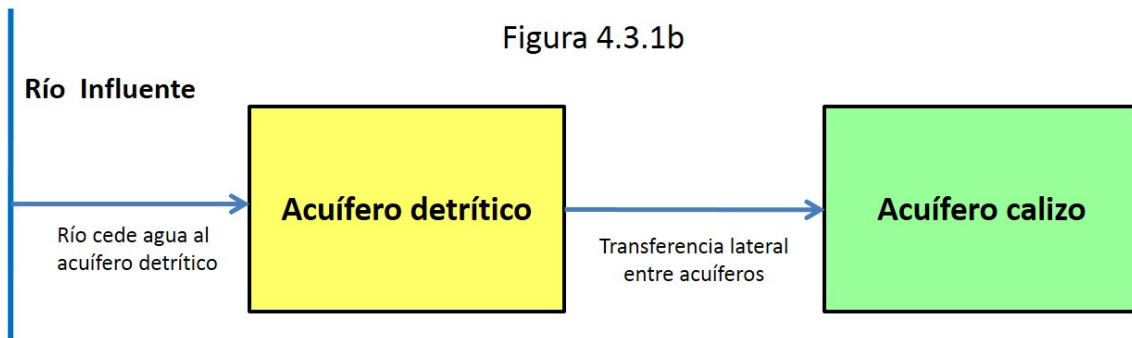 Figura 4.3.1b
Río Influente
Acuífero detrítico
Acuífero calizo
Río cede agua al
acuífero detrítico
Transferencia lateral
entre acuíferos